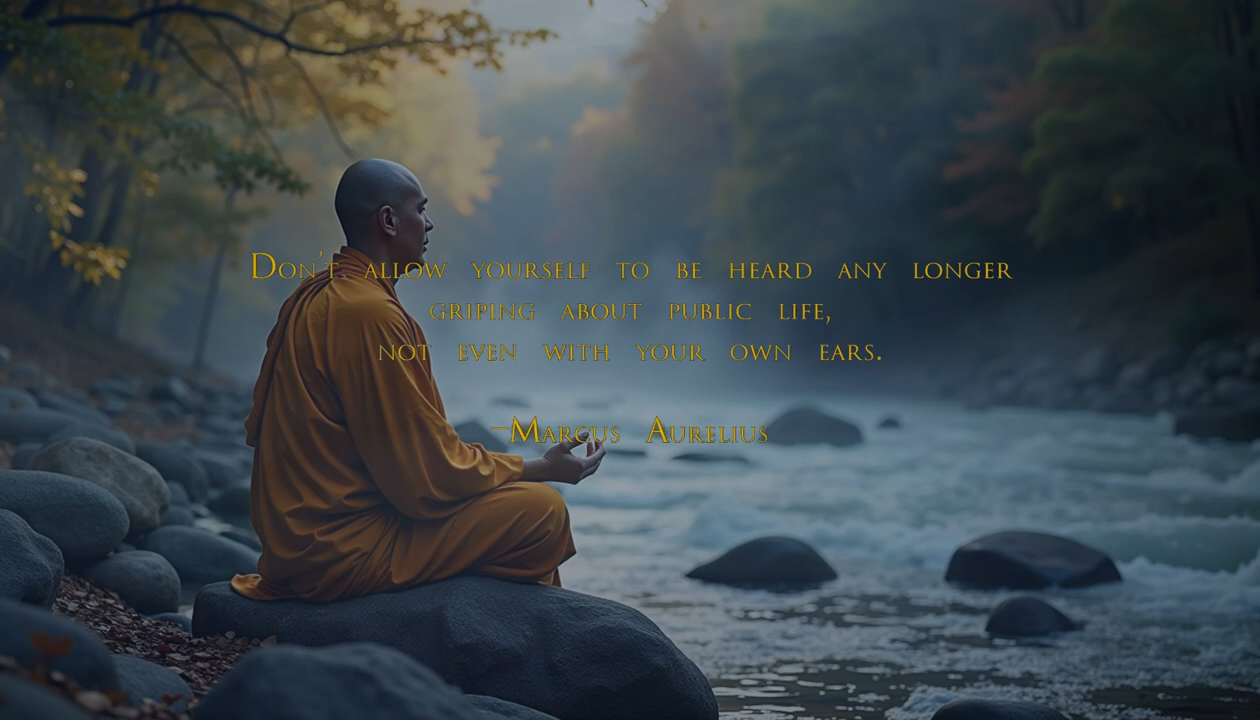 Don't allow yourself to be heard any longer
griping about public life,
not even with your own ears.
—Marcus Aurelius